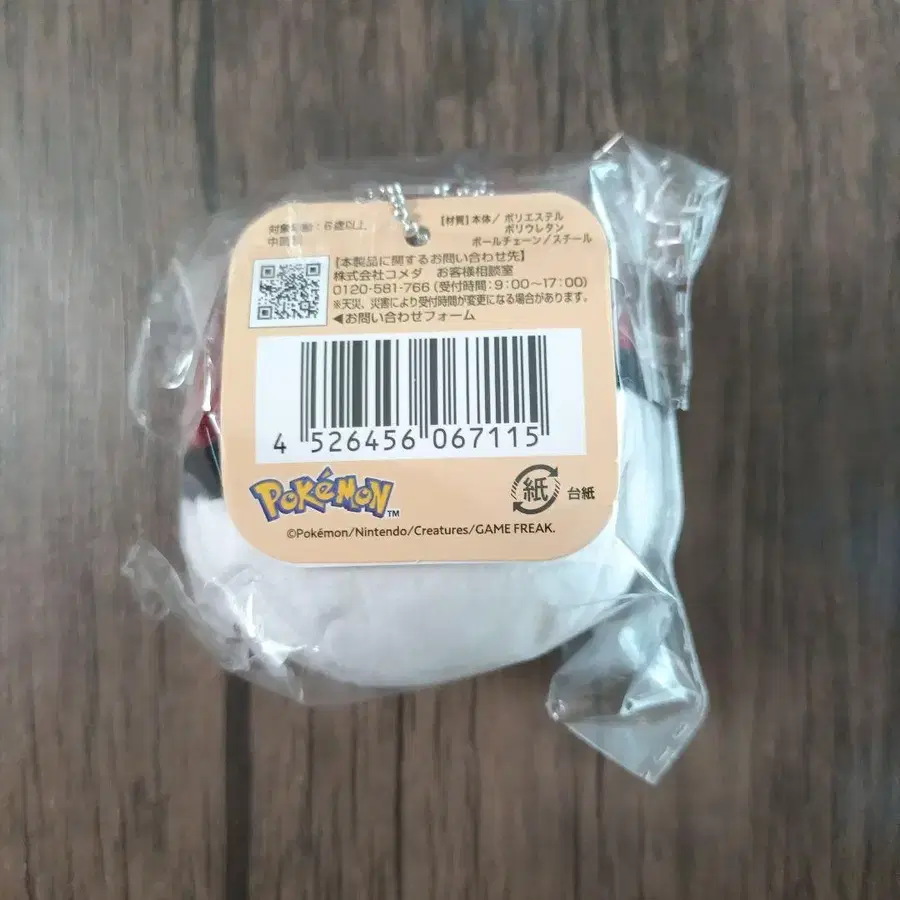 対象年齢:6歳以上
中国製
【材質】本体/ポリエステル
ポリウレタン
ボールチェーン/スチール
【本製品に関するお問い合わせ先】
株式会社コメダ お客様相談室
0120-581-766(受付時間:9:00〜17:00)
※天災、災害により受付時間が変更になる場合があります。
◀お問い合わせフォーム
4 526456 067115
POKéMON™
紙 台紙
©Pokémon/Nintendo/Creatures/GAME FREAK.